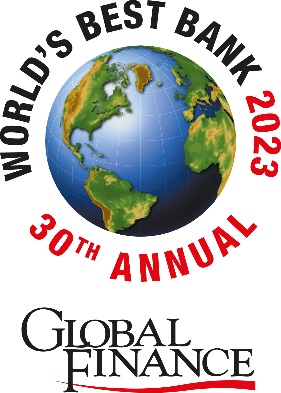 WORLD'S BEST BANK 2023
30TH ANNUAL
GLOBAL
FINANCE